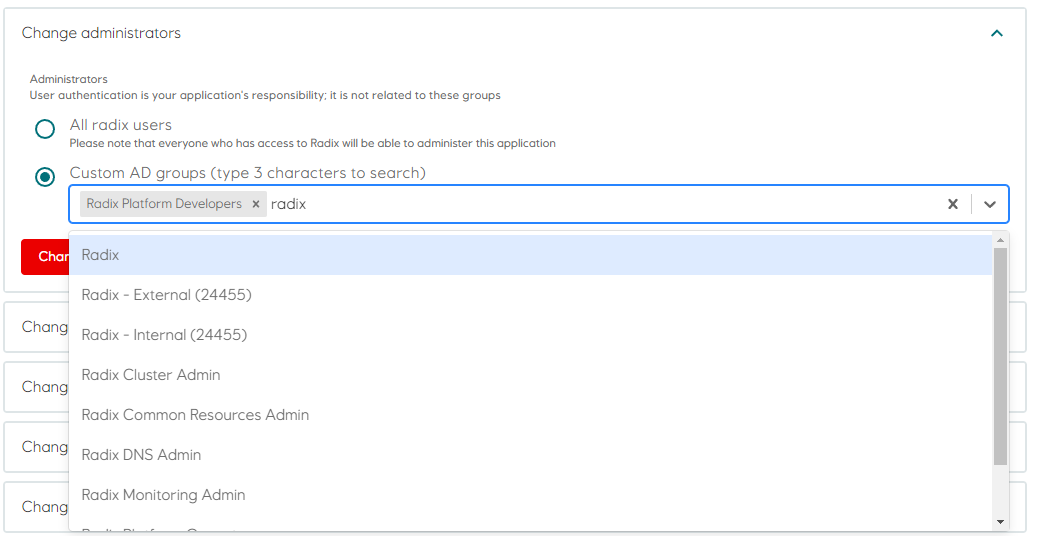 Change administrators
Administrators
User authentication is your application's responsibility; it is not related to these groups
All radix users
Please note that everyone who has access to Radix will be able to administer this application
Custom AD groups (type 3 characters to search)
Radix Platform Developers × radix
Char
Radix
Radix - External (24455)
Chang
Radix - Internal (24455)
Radix Cluster Admin
Chang
Radix Common Resources Admin
Chang
Radix DNS Admin
Radix Monitoring Admin
Chang